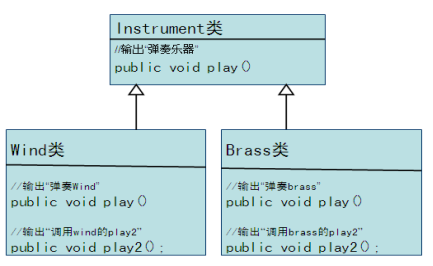 Instrument类
//输出“弹奏乐器”
public void play()
Wind类
//输出“弹奏Wind”
public void play()
//输出“调用wind的play2”
public void play2();
Brass类
//输出“弹奏brass”
public void play()
//输出“调用brass的play2”
public void play2();